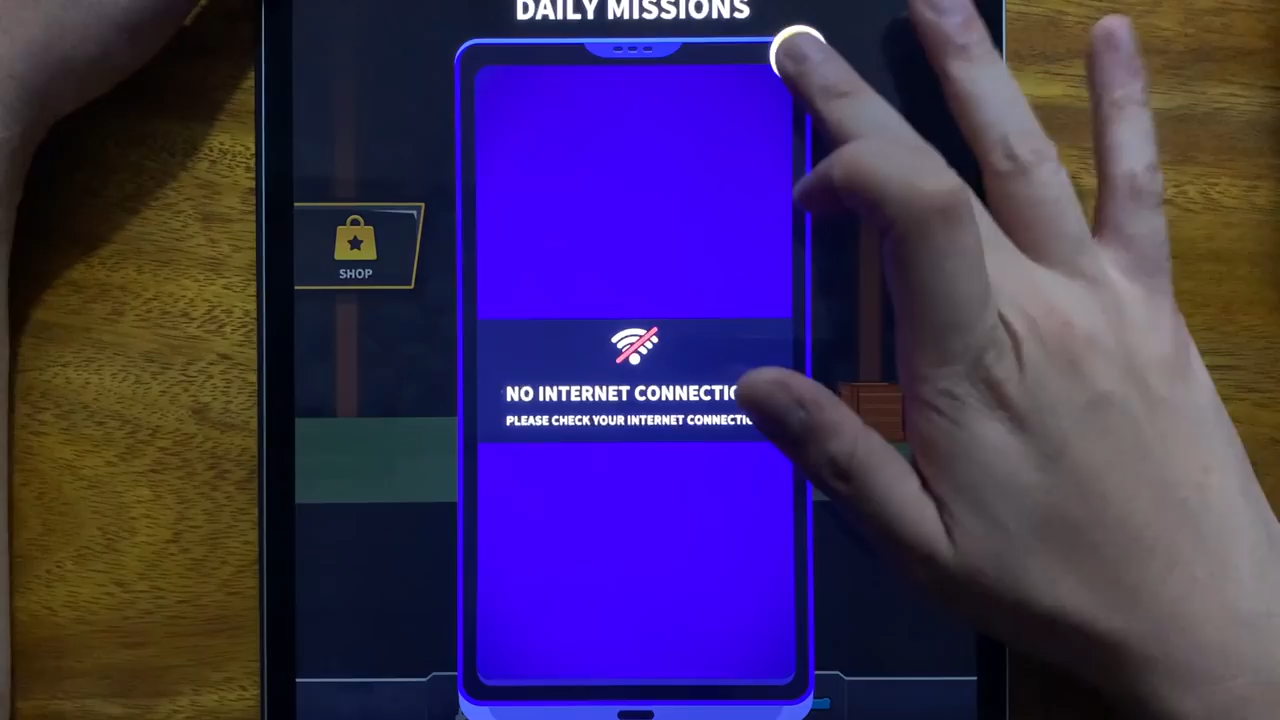 DAILY MISSIONS
SHOP
NO INTERNET CONNECTIO
PLEASE CHECK YOUR INTERNET CONNECTIO